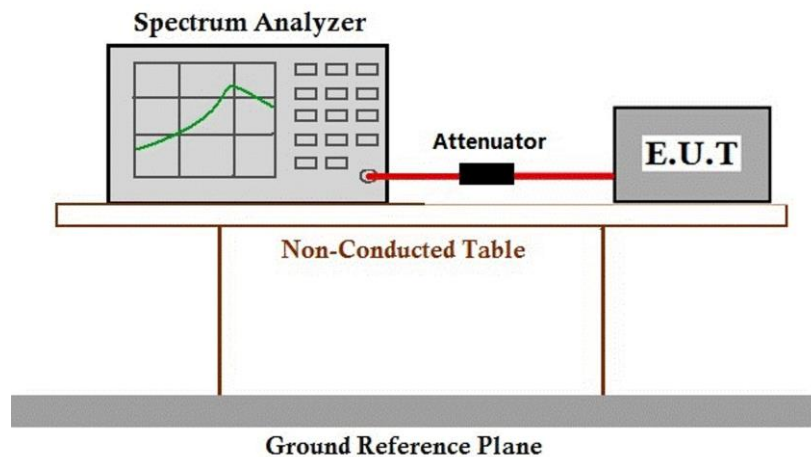 Spectrum Analyzer
Attenuator
E.U.T
Non-Conducted Table
Ground Reference Plane